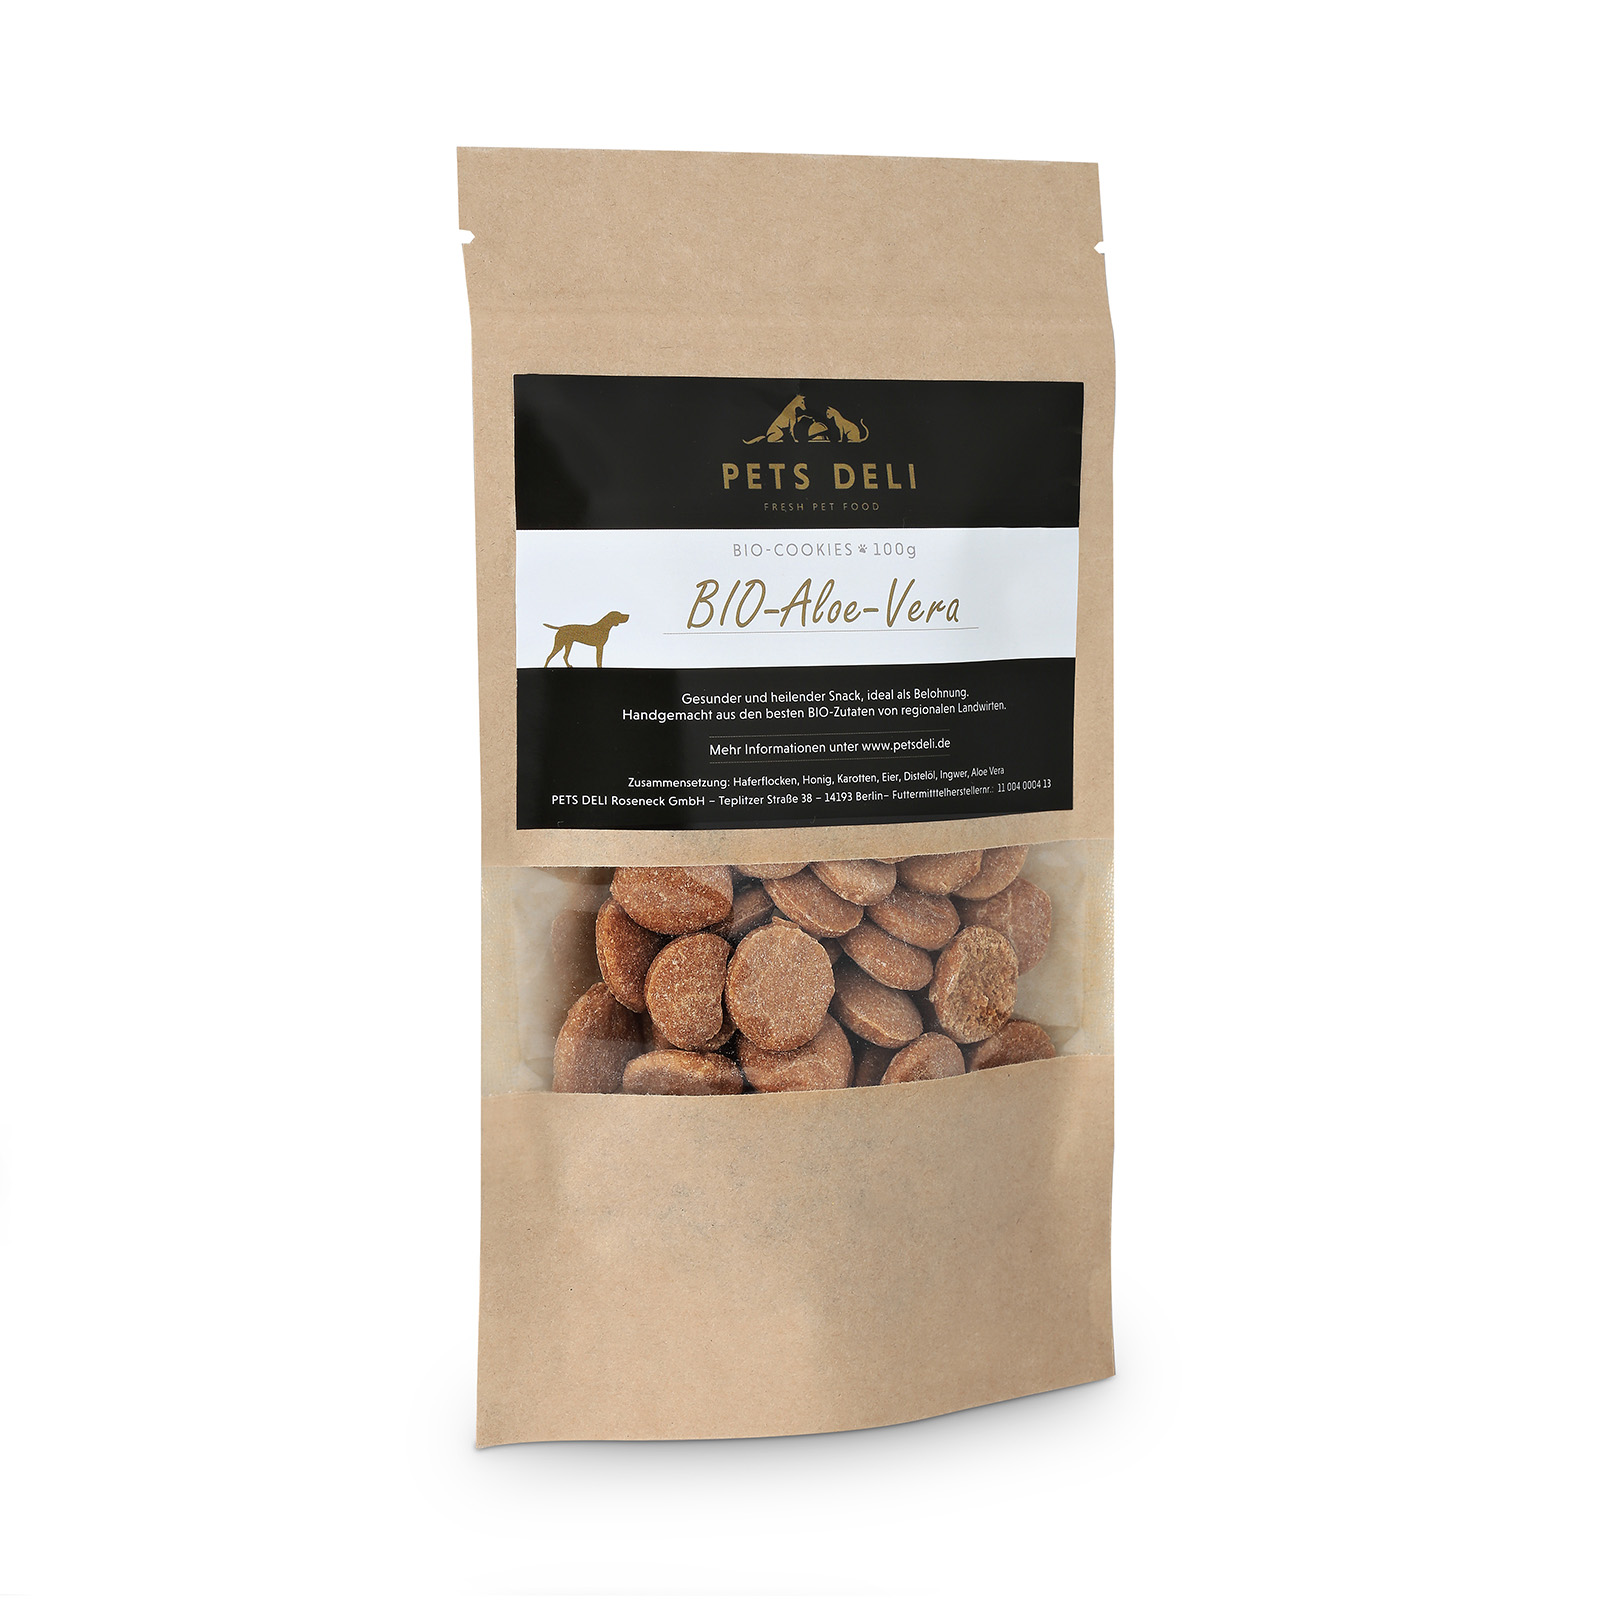 PETS DELI
FRESH PET FOOD
BIO-COOKIES 100g
BIO-Aloe-Vera
Gesunder und heilender Snack, ideal als Belohnung.
Handgemacht aus den besten BIO-Zutaten von regionalen Landwirten.
Mehr Informationen unter www.petsdeli.de
Zusammensetzung: Haferflocken, Honig, Karotten, Eier, Distelöl, Ingwer, Aloe Vera
PETS DELI Roseneck GmbH – Teplitzer Straße 38 – 14193 Berlin– Futtermitttelherstellernr.: 11 004 0004 13